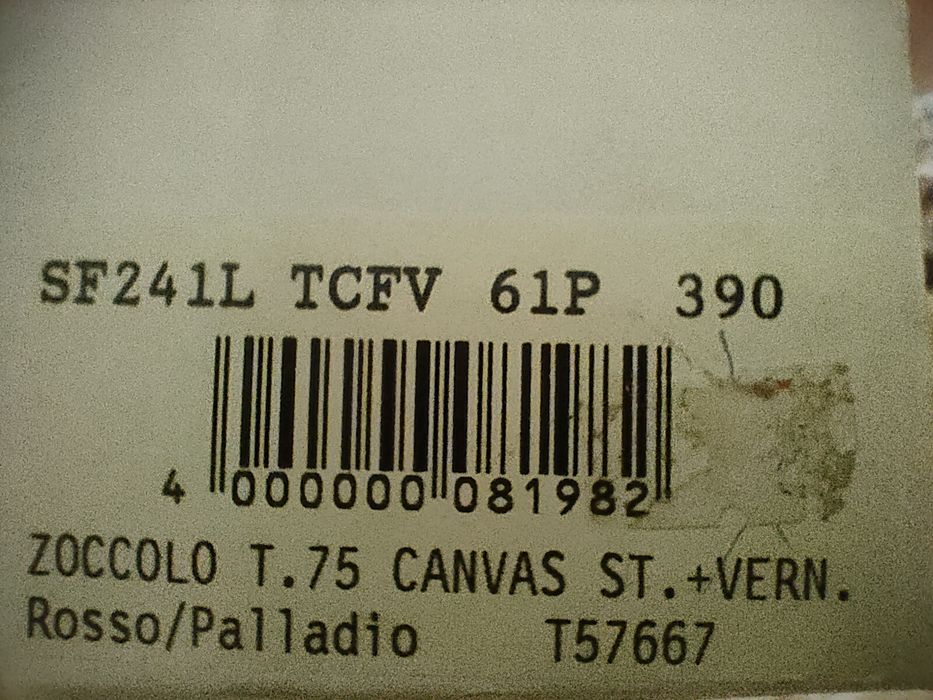 SF241L TCFV 61P 390
4 000000 081982
ZOCCOLO T.75 CANVAS ST.+VERN.
Rosso/Palladio T57667